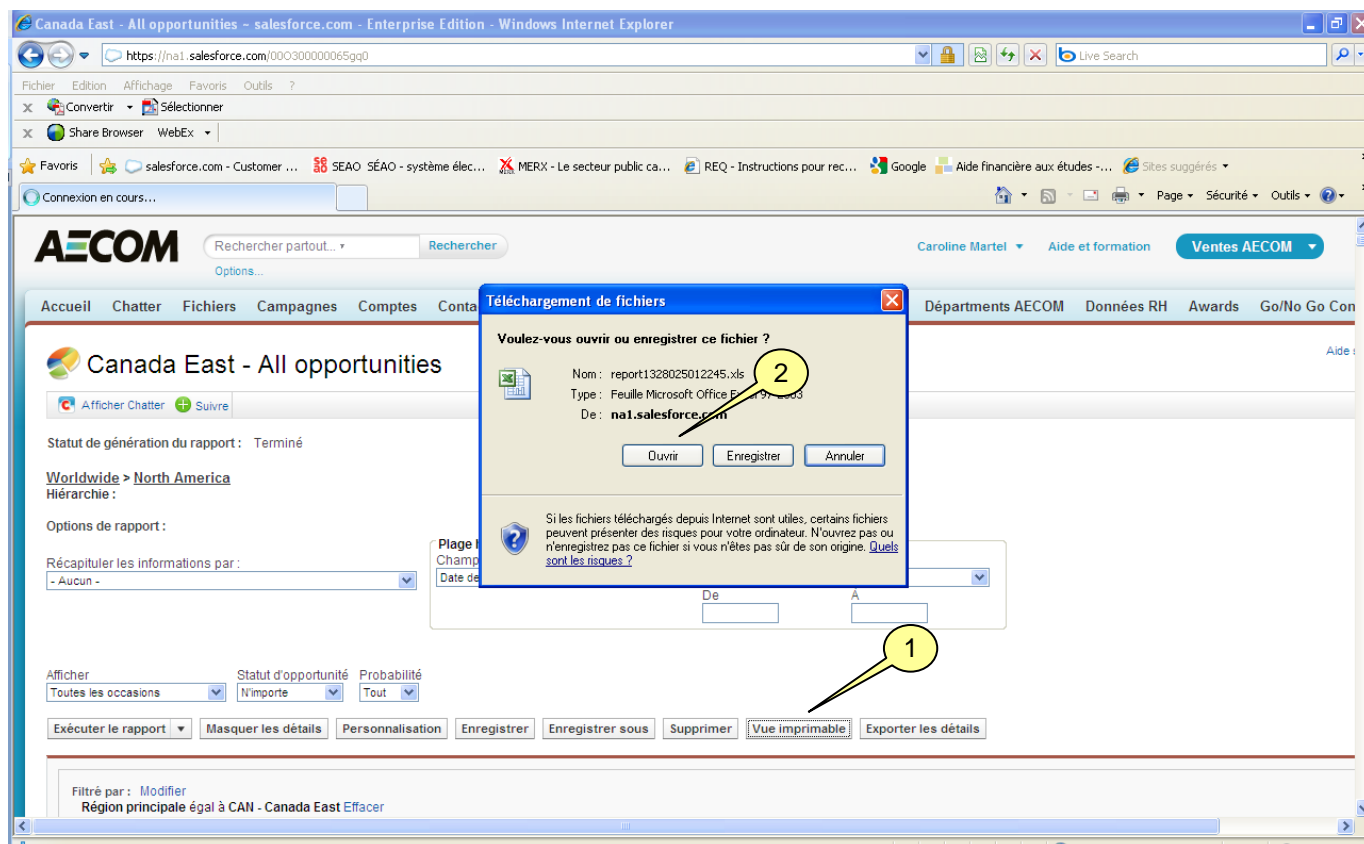 Canada East - All opportunities ~ salesforce.com - Enterprise Edition - Windows Internet Explorer
https://na1.salesforce.com/00O300000065gq0
Live Search
Fichier Edition Affichage Favoris Outils ?
x Convertir Sélectionner
x Share Browser WebEx
Favoris salesforce.com - Customer ... SEAO SÉAO - système élec... MERX - Le secteur public ca... REQ - Instructions pour rec... Google Aide financière aux études -... Sites suggérés
Connexion en cours...
Page Sécurité Outils
AECOM Rechercher partout... Rechercher Caroline Martel Aide et formation Ventes AECOM
Options...
Accueil Chatter Fichiers Campagnes Comptes Conta Départments AECOM Données RH Awards Go/No Go Con
Téléchargement de fichiers
Voulez-vous ouvrir ou enregistrer ce fichier ?
Nom : report1328025012245.xls
2
Type : Feuille Microsoft Office
De : na1.salesforce.com
Ouvrir Enregistrer Annuler
Si les fichiers téléchargés depuis Internet sont utiles, certains fichiers
peuvent présenter des risques pour votre ordinateur. N'ouvrez pas ou
n'enregistrez pas ce fichier si vous n'êtes pas sûr de son origine. Quels
sont les risques ?
Canada East - All opportunities
Aide
Afficher Chatter Suivre
Statut de génération du rapport : Terminé
Worldwide > North America
Hiérarchie :
Options de rapport :
Récapituler les informations par :
- Aucun -
Plage
Champ
Date de
De À
1
Afficher Statut d'opportunité Probabilité
Toutes les occasions N'importe Tout
Exécuter le rapport Masquer les détails Personnalisation Enregistrer Enregistrer sous Supprimer Vue imprimable Exporter les détails
Filtré par : Modifier
Région principale égal à CAN - Canada East Effacer